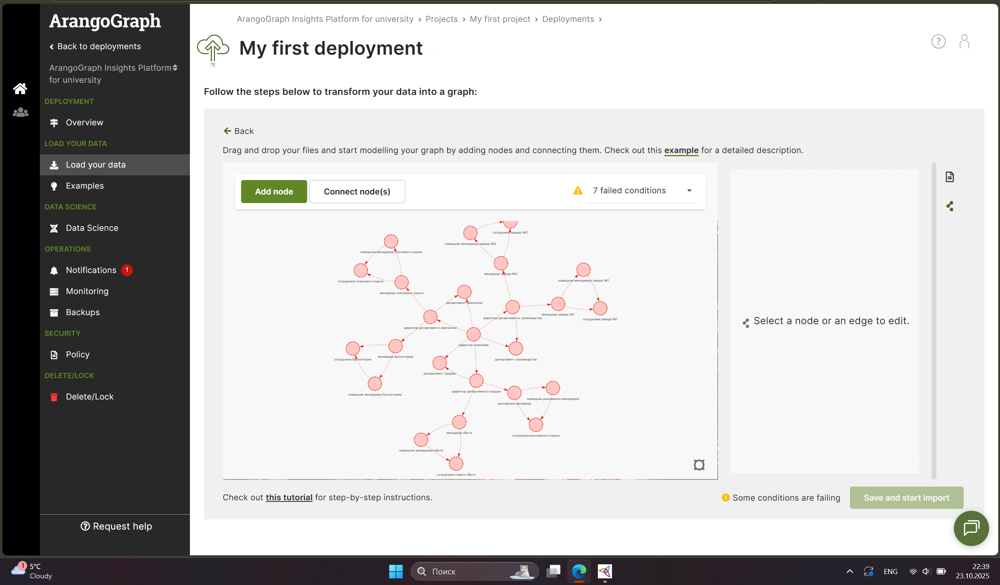 ArangoGraph
Back to deployments
ArangoGraph Insights Platform
for university
DEPLOYMENT
Overview
LOAD YOUR DATA
Load your data
Examples
DATA SCIENCE
Data Science
OPERATIONS
Notifications 1
Monitoring
Backups
SECURITY
Policy
DELETE/LOCK
Delete/Lock
Request help
ArangoGraph Insights Platform for university › Projects › My first project › Deployments ›
My first deployment
?
Follow the steps below to transform your data into a graph:
Back
Drag and drop your files and start modelling your graph by adding nodes and connecting them. Check out this example for a detailed description.
Add node
Connect node(s)
7 failed conditions
сотрудники завода №2
помощник менеджера завода №2
помощник менеджера планового отдела
менеджер завода №2
помощник менеджера завода №1
сотрудники планового отдела
менеджер планового отдела
департамент финансов
менеджер завода №1
директор департамента производства
сотрудники завода №1
директор департамента финансов
директор компании
менеджер бухгалтерии
сотрудники бухгалтерии
департамент производства
департамент продаж
директор департамента продаж
помощник менеджера бухгалтерии
помощник рекламного менеджера
рекламный менеджер
менеджер сбыта
сотрудники рекламного отдела
помощник менеджера сбыта
сотрудники отдела сбыта
Select a node or an edge to edit.
Check out this tutorial for step-by-step instructions.
Some conditions are failing
Save and start import
1
5°C
Cloudy
Поиск
ENG
22:39
23.10.2025